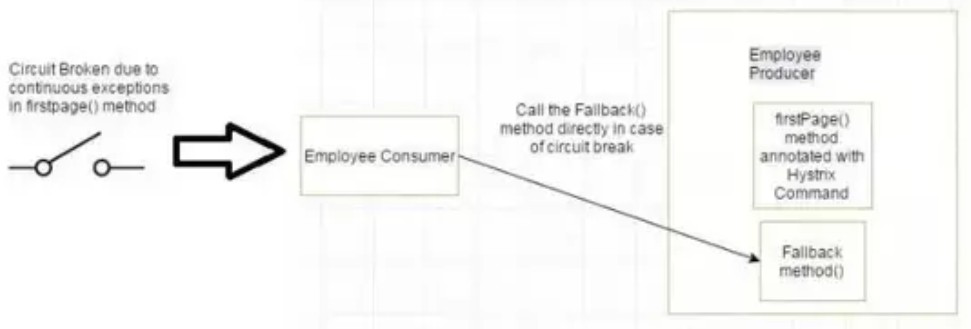 Circuit Broken due to
continuous exceptions
in firstpage() method
Employee Consumer
Call the Fallback()
method directly in case
of circuit break
Employee
Producer
firstPage()
method
annotated with
Hystrix
Command
Fallback
method()